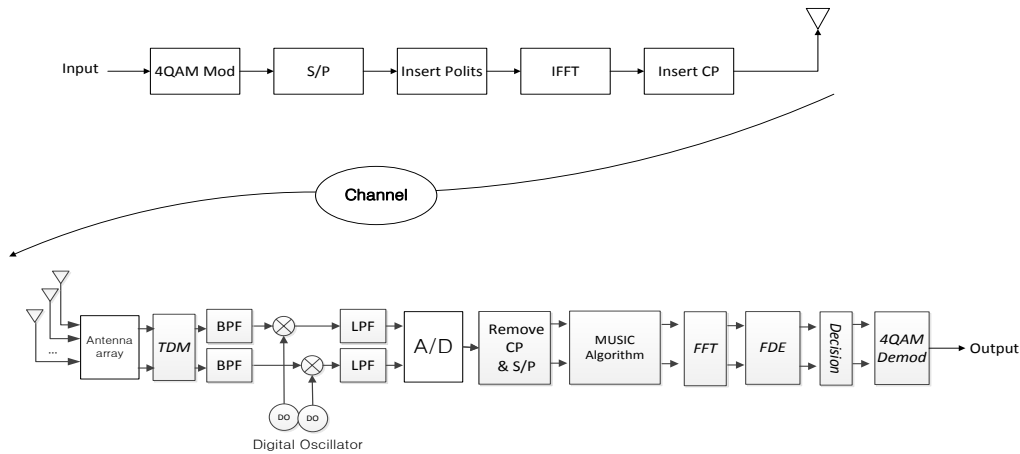 Input
4QAM Mod
S/P
Insert Polits
IFFT
Insert CP
Channel
Antenna
array
...
TDM
BPF
BPF
LPF
LPF
A/D
Remove
CP
& S/P
MUSIC
Algorithm
FFT
FDE
Decision
4QAM
Demod
Output
DO
DO
Digital Oscillator